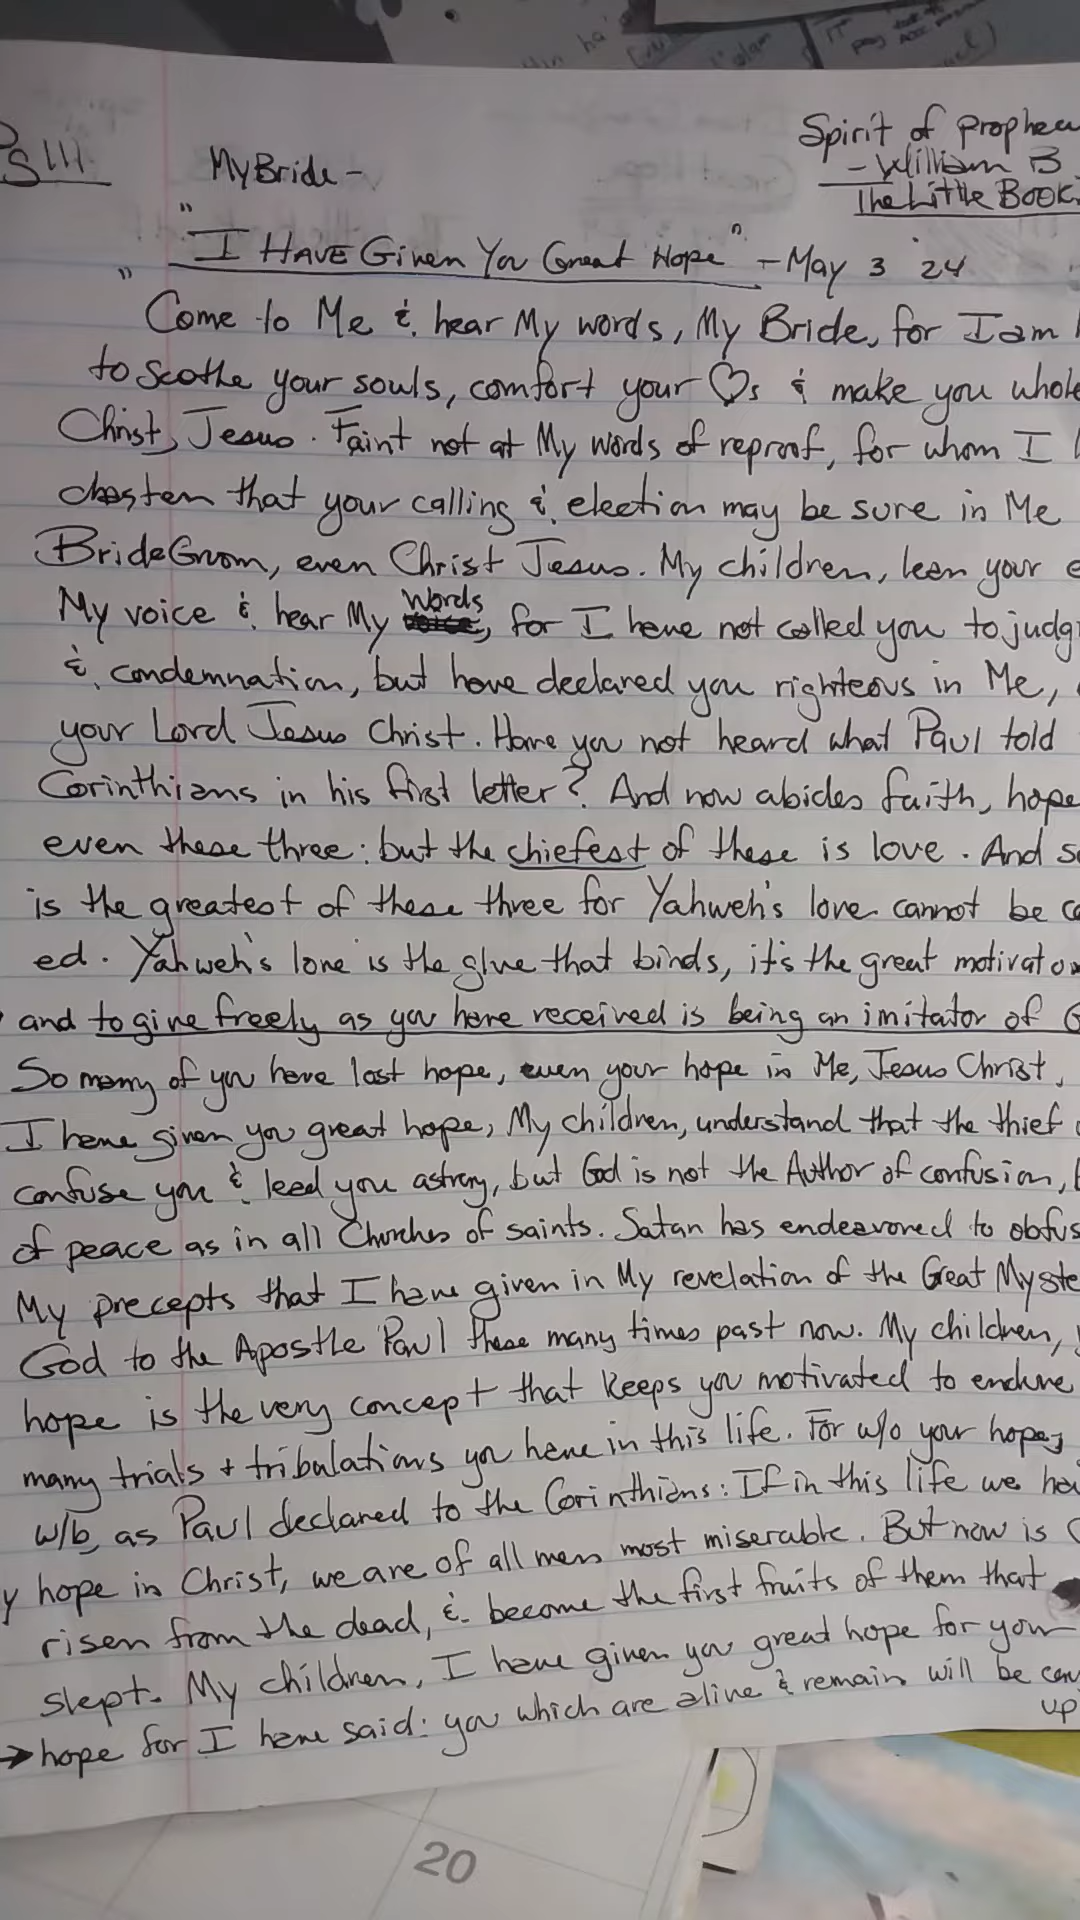 Spirit of Prophecy
PS 111 My Bride - - William B
The Little Book
"I HAVE Given You Great Hope" - May 3 '24
" Come to Me & hear My words, My Bride, for I am
to soothe your souls, comfort your ♡s & make you whole
Christ, Jesus. Faint not at My words of reproof, for whom I
chasten that your calling & election may be sure in Me
BrideGroom, even Christ Jesus. My children, lean your e
My voice & hear My Words, for I have not called you to judg
& condemnation, but have declared you righteous in Me,
your Lord Jesus Christ. Have you not heard what Paul told
Corinthians in his first letter? And now abides faith, hope
even these three: but the chiefest of these is love. And so
is the greatest of these three for Yahweh's love cannot be co
ed. Yahweh's love is the glue that binds, it's the great motivator
and to give freely as you have received is being an imitator of G
So many of you have lost hope, even your hope in Me, Jesus Christ,
I have given you great hope, My children, understand that the thief
confuse you & lead you astray, but God is not the Author of confusion,
of peace as in all Churches of saints. Satan has endeavored to obfus
My precepts that I have given in My revelation of the Great Myste
God to the Apostle Paul these many times past now. My children,
hope is the very concept that keeps you motivated to endure
many trials + tribulations you have in this life. For w/o your hope,
w/b, as Paul declared to the Corinthians: If in this life we ha
y hope in Christ, we are of all men most miserable. But now is C
risen from the dead, & become the first fruits of them that
slept. My children, I have given you great hope for you
→ hope for I have said: you which are alive & remain will be
up
20